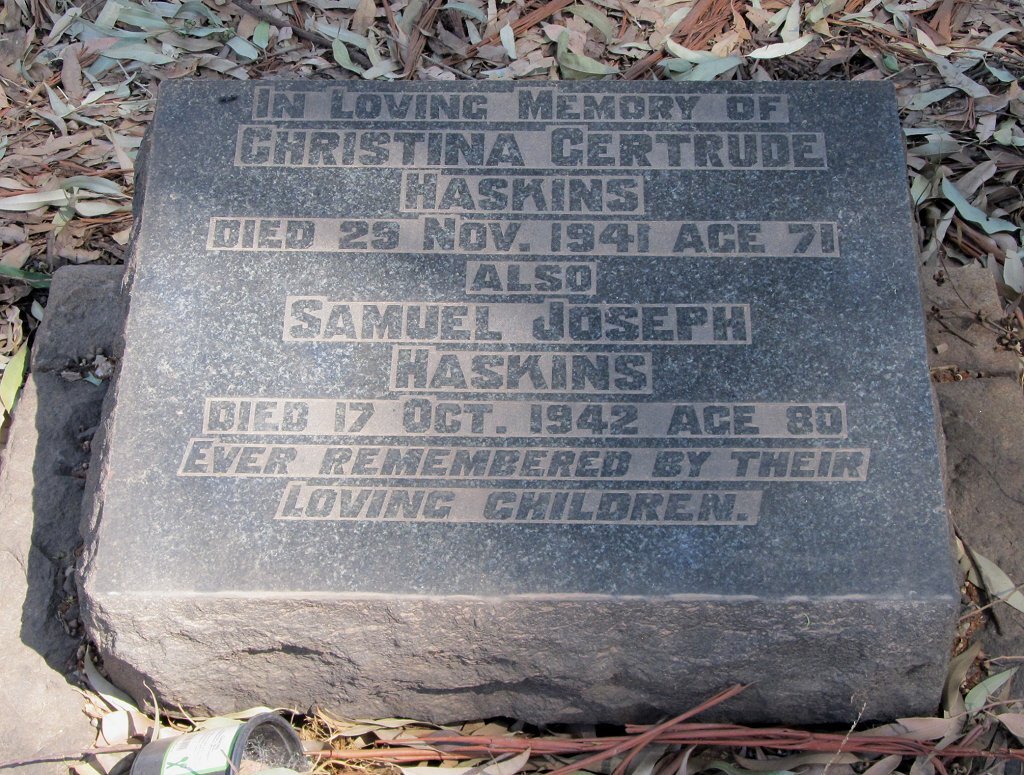 IN LOVING MEMORY OF
CHRISTINA GERTRUDE
HASKINS
DIED 29 NOV. 1941 AGE 71
ALSO
SAMUEL JOSEPH
HASKINS
DIED 17 OCT. 1942 AGE 80
EVER REMEMBERED BY THEIR
LOVING CHILDREN.